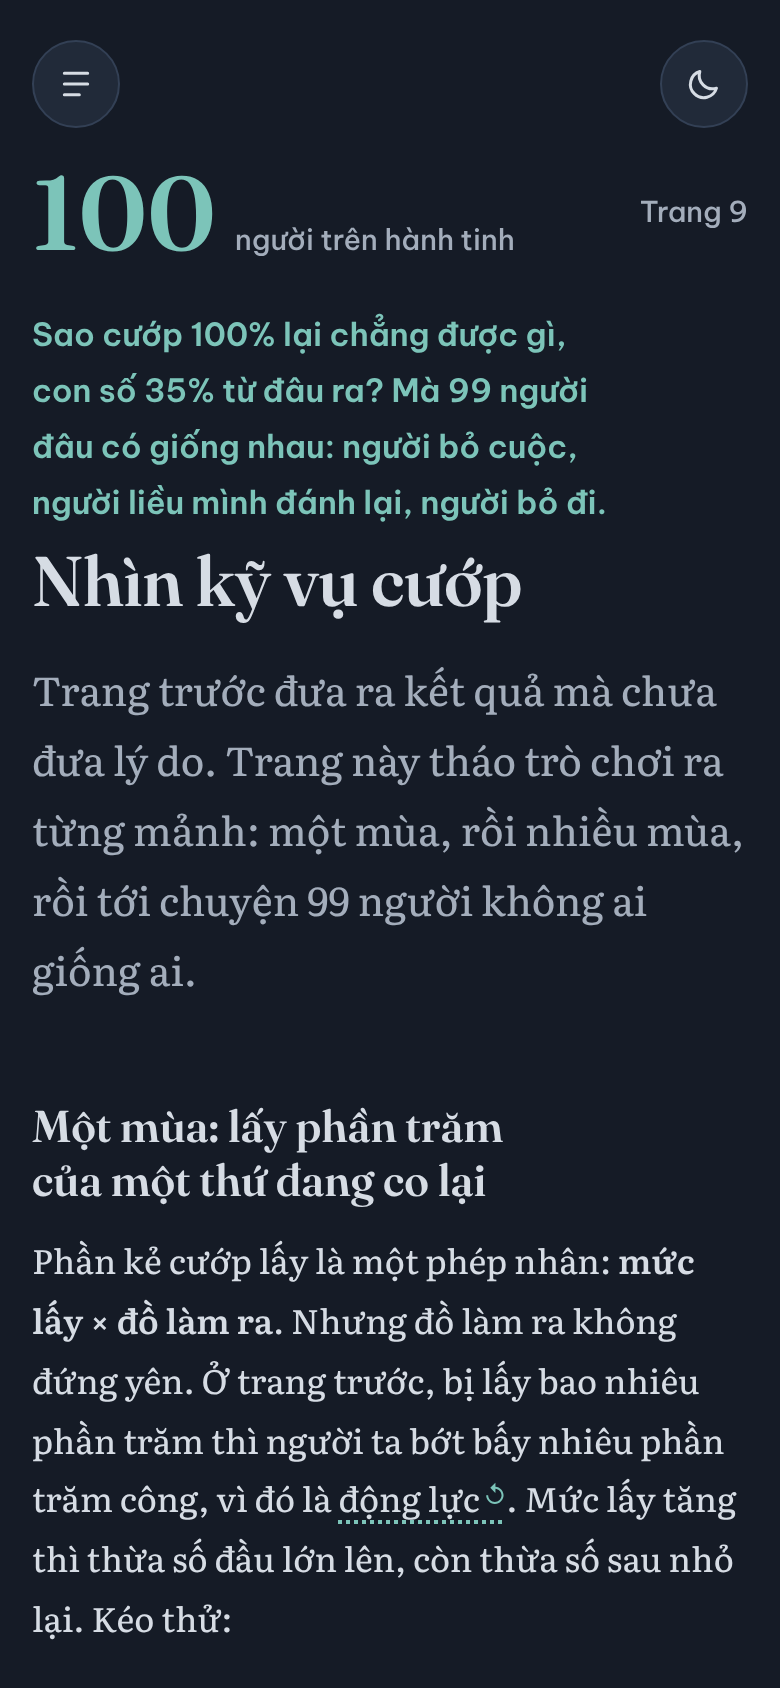 100 người trên hành tinh
Trang 9
Sao cướp 100% lại chẳng được gì,
con số 35% từ đâu ra? Mà 99 người
đâu có giống nhau: người bỏ cuộc,
người liều mình đánh lại, người bỏ đi.
Nhìn kỹ vụ cướp
Trang trước đưa ra kết quả mà chưa
đưa lý do. Trang này tháo trò chơi ra
từng mảnh: một mùa, rồi nhiều mùa,
rồi tới chuyện 99 người không ai
giống ai.
Một mùa: lấy phần trăm
của một thứ đang co lại
Phần kẻ cướp lấy là một phép nhân: mức
lấy × đồ làm ra. Nhưng đồ làm ra không
đứng yên. Ở trang trước, bị lấy bao nhiêu
phần trăm thì người ta bớt bấy nhiêu phần
trăm công, vì đó là động lực. Mức lấy tăng
thì thừa số đầu lớn lên, còn thừa số sau nhỏ
lại. Kéo thử: